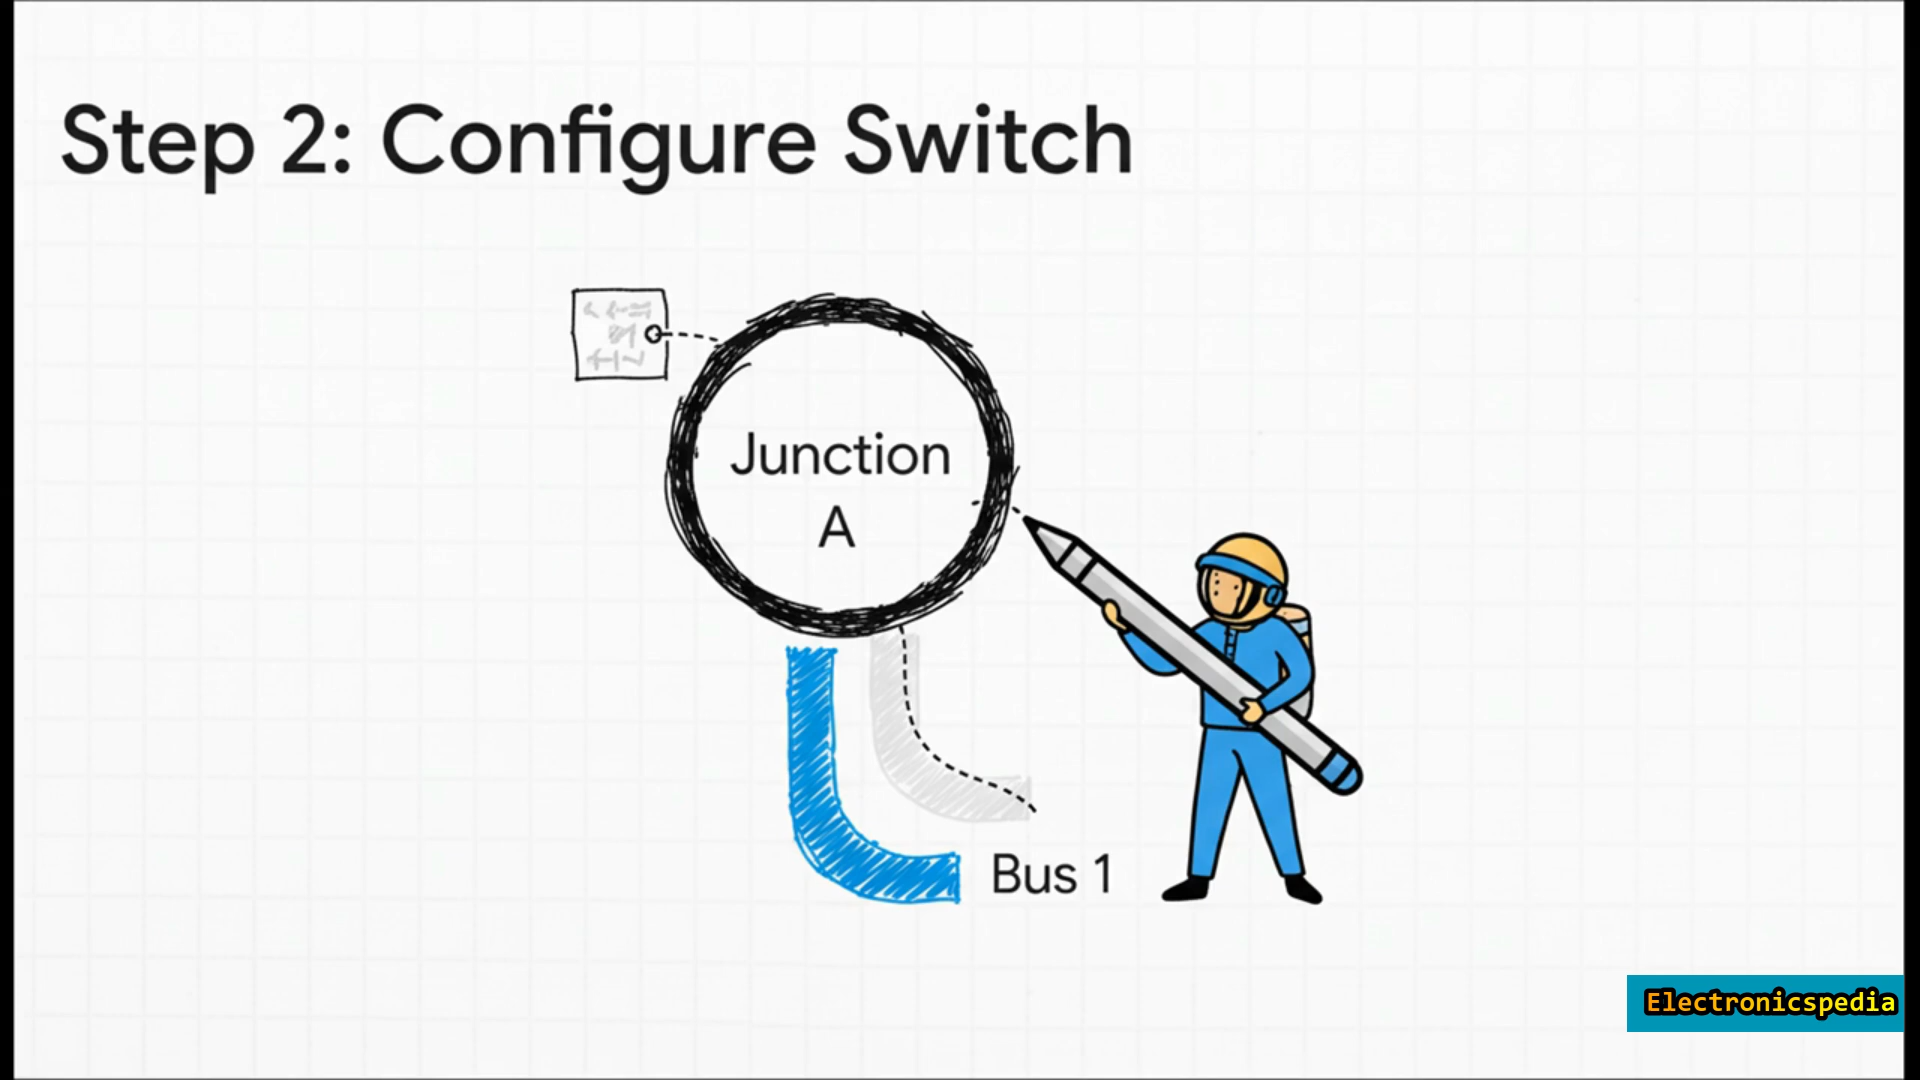 Step 2: Configure Switch
Junction
A
Bus 1
Electronicspedia